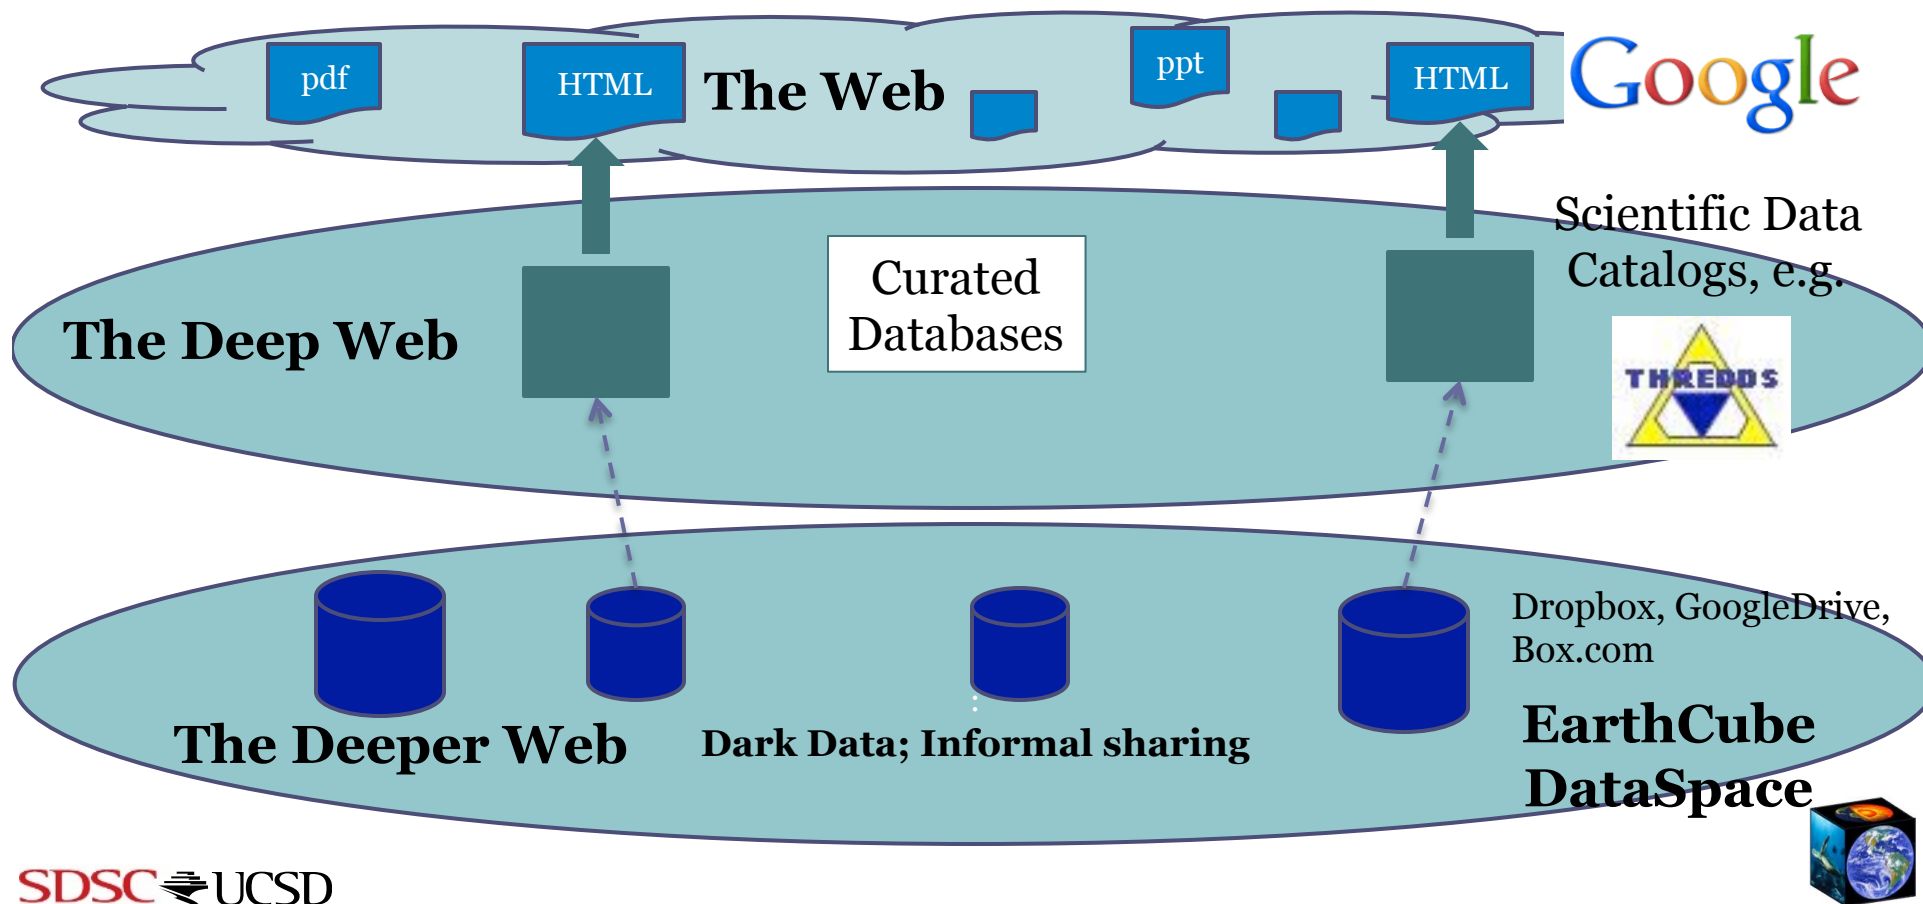 pdf
HTML
The Web
ppt
HTML
Google
Scientific Data
Catalogs, e.g.
Curated
Databases
The Deep Web
THREDDS
Dropbox, GoogleDrive,
Box.com
The Deeper Web
Dark Data; Informal sharing
EarthCube
DataSpace
SDSC UCSD